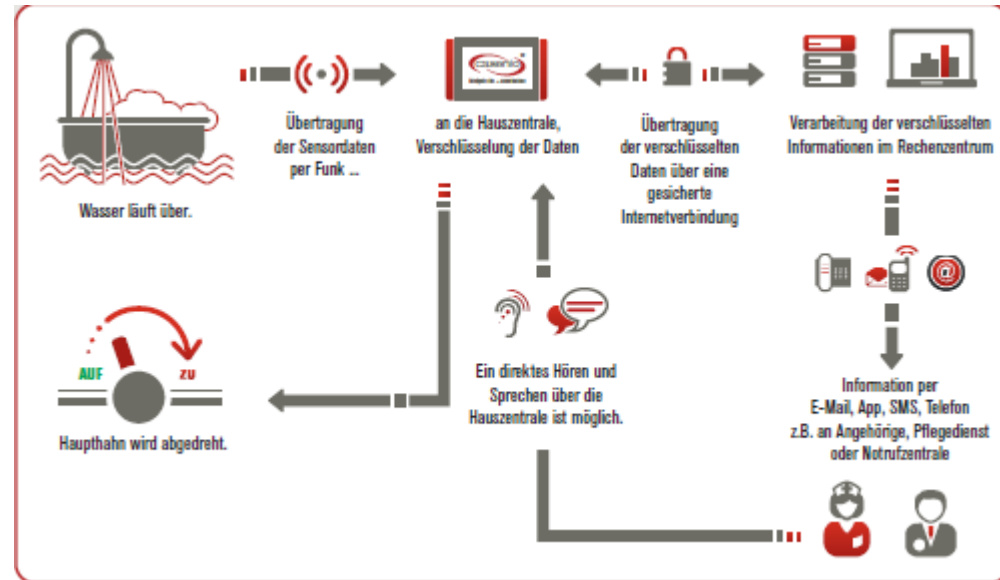 Wasser läuft über..
Übertragung
der Sensordaten
per Funk ...
an die Hauszentrale,
Verschlüsselung der Daten
Übertragung
der verschlüsselten
Daten über eine
gesicherte
Internetverbindung
Verarbeitung der verschlüsselten
Informationen im Rechenzentrum
@
Information per
E-Mail, App, SMS, Telefon
z.B. an Angehörige, Pflegedienst
oder Notrufzentrale
Ein direktes Hören und
Sprechen über die
Hauszentrale ist möglich.
AUF
ZU
Haupthahn wird abgedreht.